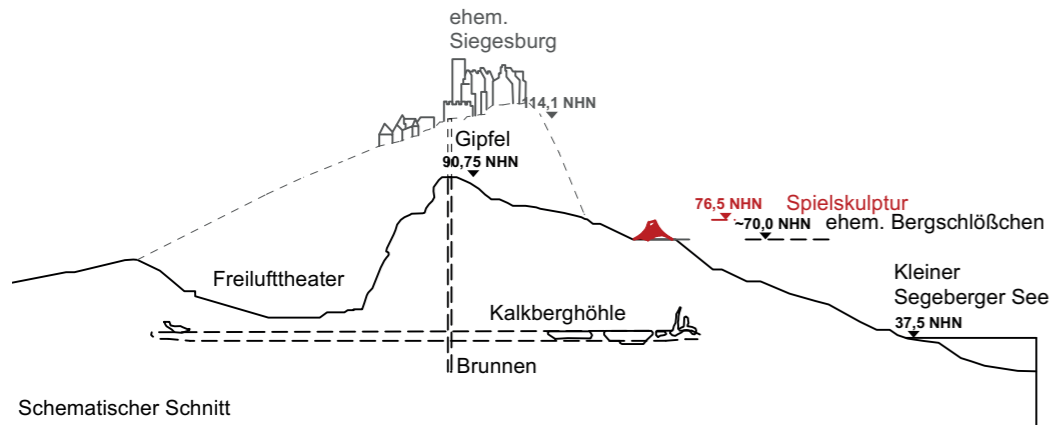 ehem.
Siegesburg
114,1 NHN
Gipfel
90,75 NHN
76,5 NHN Spielskulptur
~70,0 NHN ehem. Bergschlößchen
Freilufttheater
Kleiner
Segeberger See
Kalkberghöhle
37,5 NHN
Brunnen
Schematischer Schnitt